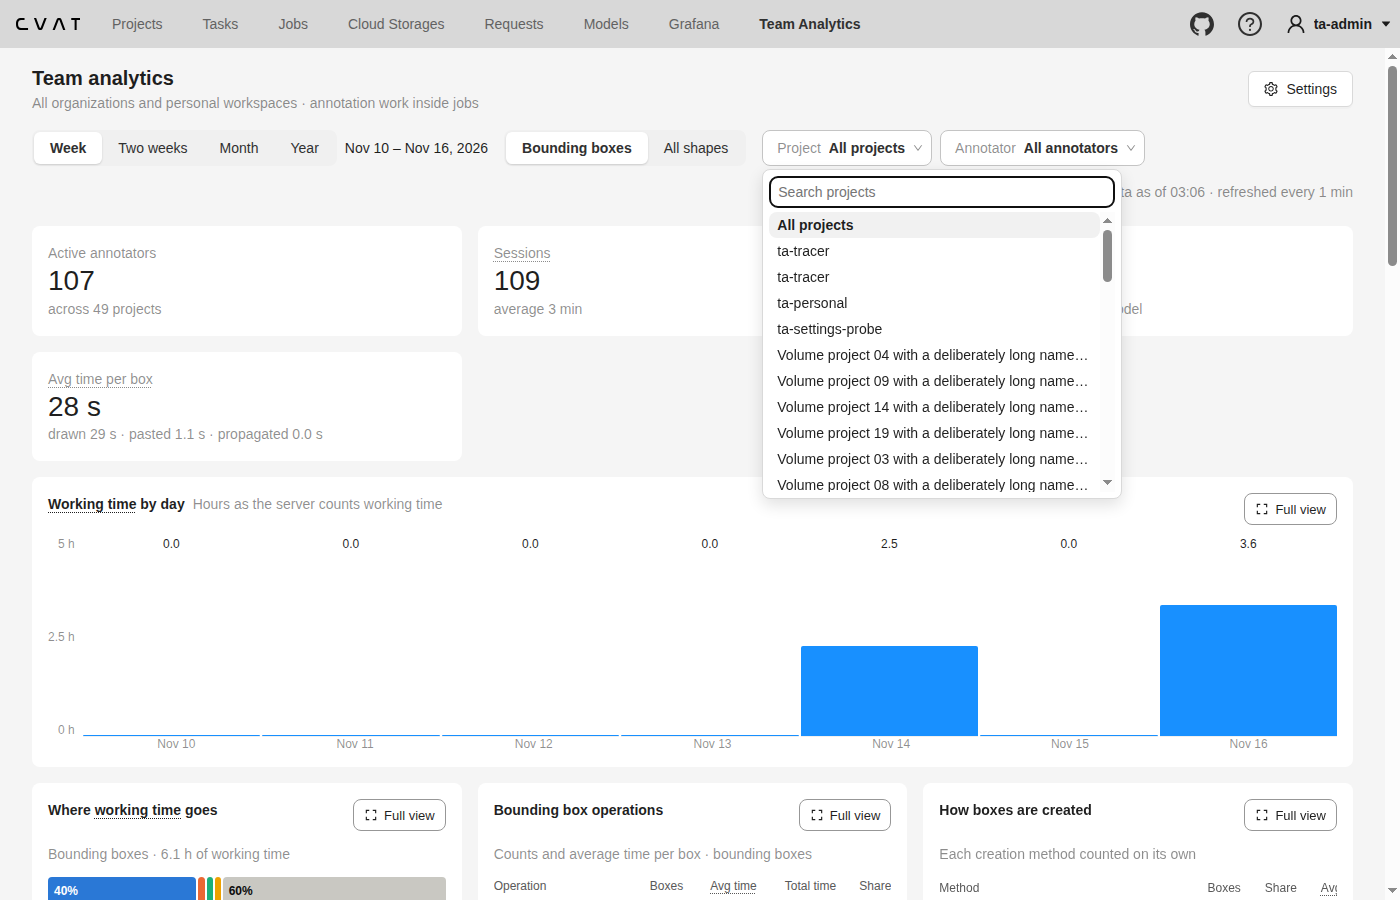 CVAT Projects Tasks Jobs Cloud Storages Requests Models Grafana Team Analytics ta-admin
Team analytics
All organizations and personal workspaces · annotation work inside jobs
Settings
Week Two weeks Month Year Nov 10 – Nov 16, 2026 Bounding boxes All shapes Project All projects Annotator All annotators
Search projects
as of 03:06 · refreshed every 1 min
All projects
ta-tracer
ta-tracer
ta-personal
ta-settings-probe
Volume project 04 with a deliberately long name…
Volume project 09 with a deliberately long name…
Volume project 14 with a deliberately long name…
Volume project 19 with a deliberately long name…
Volume project 03 with a deliberately long name…
Volume project 08 with a deliberately long name…
Active annotators
107
across 49 projects
Sessions
109
average 3 min
Avg time per box
28 s
drawn 29 s · pasted 1.1 s · propagated 0.0 s
Working time by day Hours as the server counts working time
Full view
5 h 0.0 0.0 0.0 0.0 2.5 0.0 3.6
2.5 h
0 h
Nov 10 Nov 11 Nov 12 Nov 13 Nov 14 Nov 15 Nov 16
Where working time goes
Full view
Bounding boxes · 6.1 h of working time
40% 60%
Bounding box operations
Full view
Counts and average time per box · bounding boxes
Operation Boxes Avg time Total time Share
How boxes are created
Full view
Each creation method counted on its own
Method Boxes Share